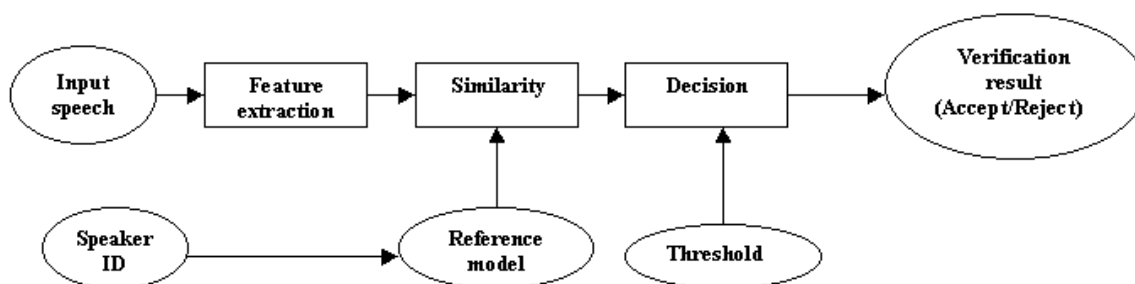 Input
speech
Feature
extraction
Similarity
Decision
Verification
result
(Accept/Reject)
Speaker
ID
Reference
model
Threshold